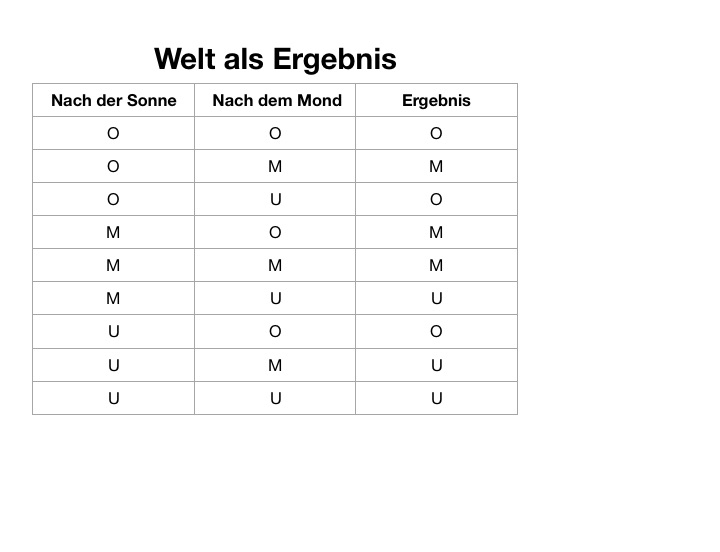 Welt als Ergebnis
Nach der Sonne Nach dem Mond Ergebnis
O O O
O M M
O U O
M O M
M M M
M U U
U O O
U M U
U U U